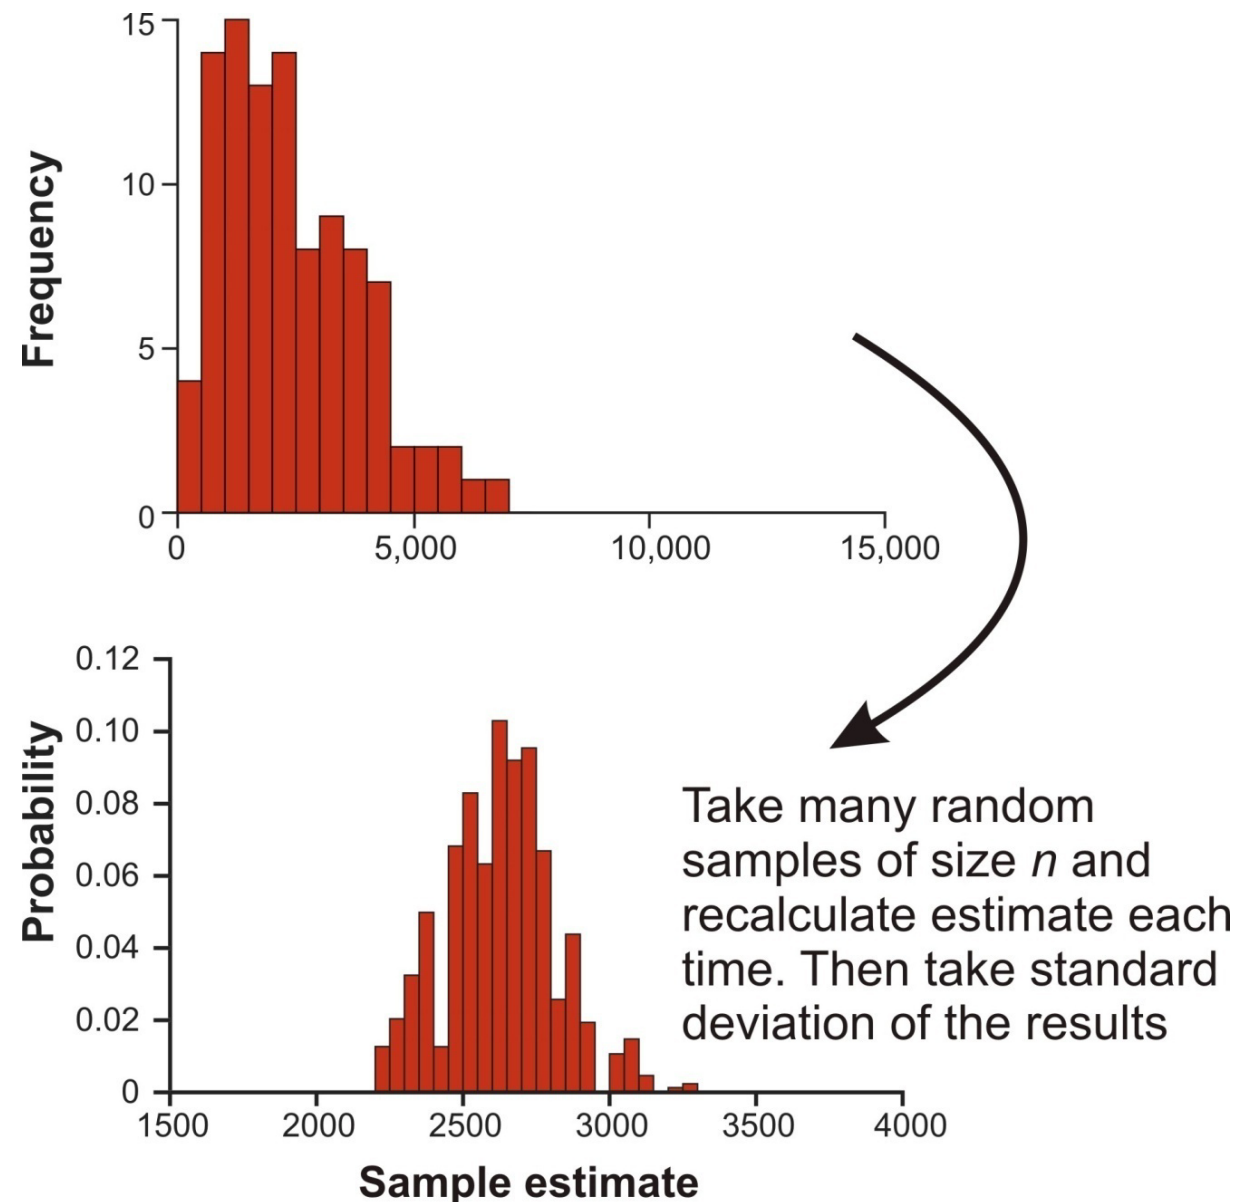 15
10
5
0
Frequency
0 5,000 10,000 15,000
0.12
0.10
0.08
0.06
0.04
0.02
0
Probability
1500 2000 2500 3000 3500 4000
Sample estimate
Take many random
samples of size n and
recalculate estimate each
time. Then take standard
deviation of the results